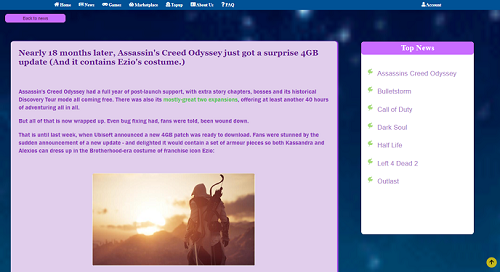 Home News Games Marketplace Topup About Us FAQ Account
Back to news
Nearly 18 months later, Assassin's Creed Odyssey just got a surprise 4GB
update (And it contains Ezio's costume.)
Assassin's Creed Odyssey had a full year of post-launch support, with extra story chapters, bosses and its historical
Discovery Tour mode all coming free. There was also its mostly-great two expansions, offering at least another 40 hours
of adventuring all in all.
But all of that is now wrapped up. Even bug fixing had, fans were told, been wound down.
That is until last week, when Ubisoft announced a new 4GB patch was ready to download. Fans were stunned by the
sudden announcement of a new update - and delighted it would contain a set of armour pieces so both Kassandra and
Alexios can dress up in the Brotherhood-era costume of franchise icon Ezio:
Top News
Assassins Creed Odyssey
Bulletstorm
Call of Duty
Dark Soul
Half Life
Left 4 Dead 2
Outlast